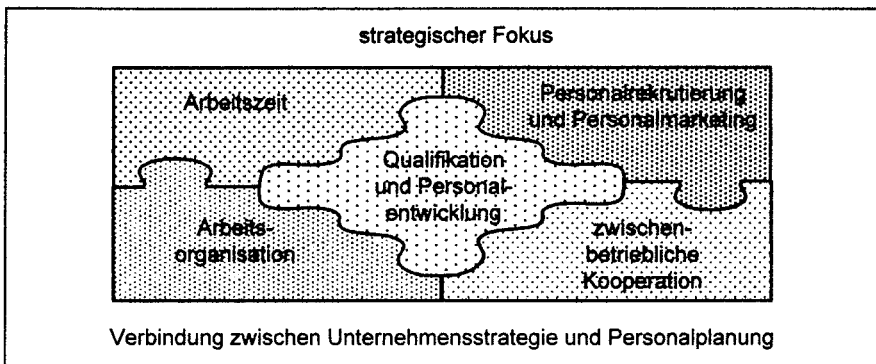 strategischer Fokus
Arbeitszeit
Personalrekrutierung
und Personalmarketing
Qualifikation
und Personal-
entwicklung
Arbeits-
organisation
zwischen-
betriebliche
Kooperation
Verbindung zwischen Unternehmensstrategie und Personalplanung